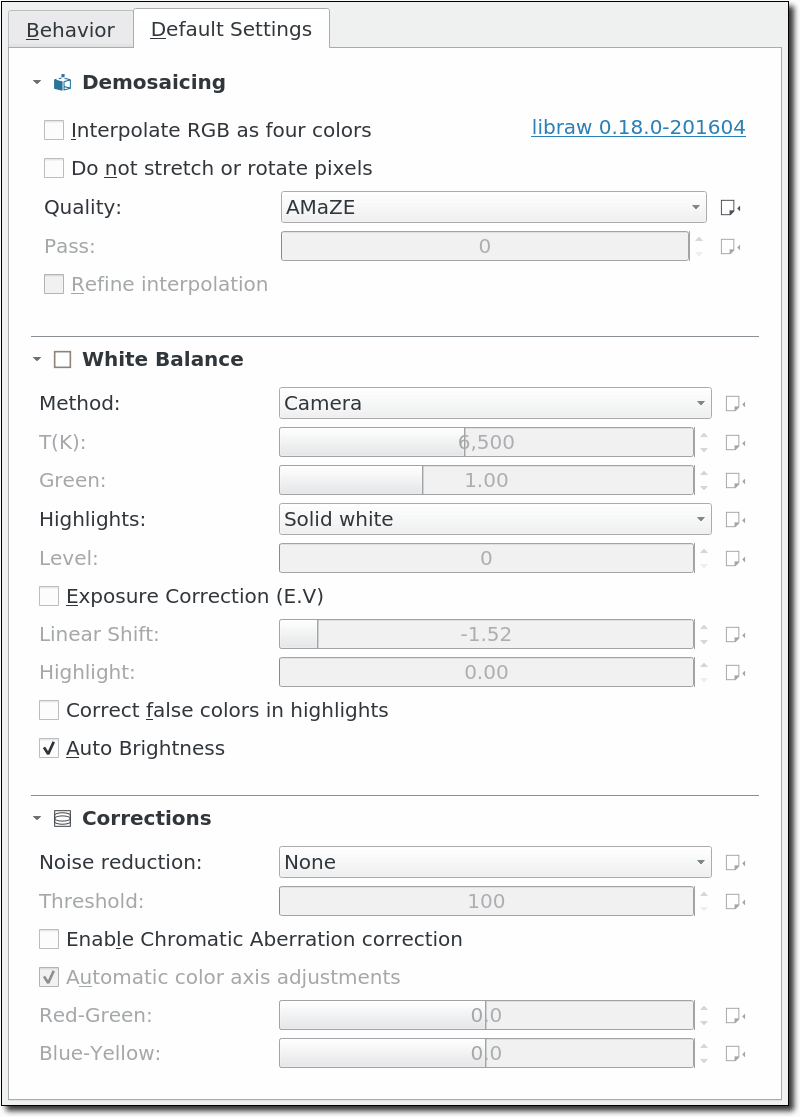 Behavior
Default Settings
Demosaicing
Interpolate RGB as four colors
libraw 0.18.0-201604
Do not stretch or rotate pixels
Quality: AMaZE
Pass: 0
Refine interpolation
White Balance
Method: Camera
T(K): 6,500
Green: 1.00
Highlights: Solid white
Level: 0
Exposure Correction (E.V)
Linear Shift: -1.52
Highlight: 0.00
Correct false colors in highlights
Auto Brightness
Corrections
Noise reduction: None
Threshold: 100
Enable Chromatic Aberration correction
Automatic color axis adjustments
Red-Green: 0.0
Blue-Yellow: 0.0